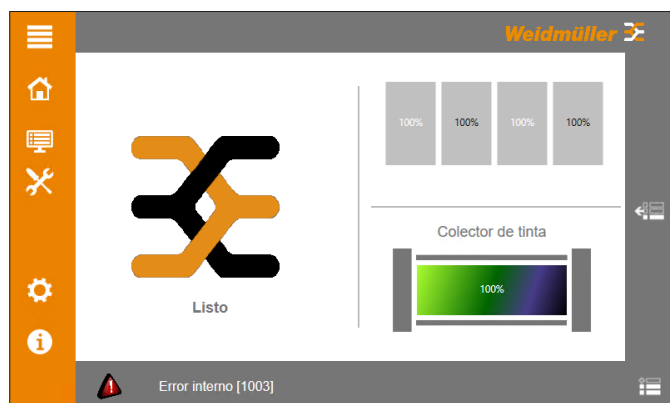 Weidmüller
100% 100% 100% 100%
Colector de tinta
100%
Listo
Error interno [1003]